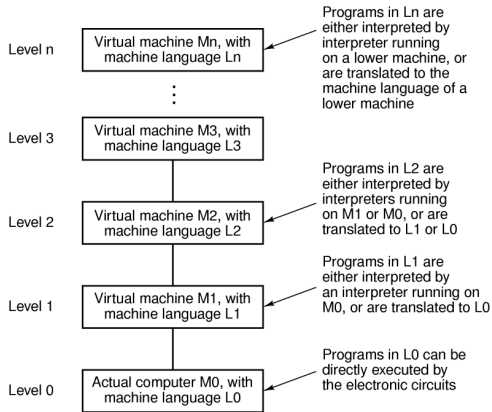 Programs in Ln are
either interpreted by
interpreter running
on a lower machine, or
are translated to the
machine language of a
lower machine
Level n
Virtual machine Mn, with
machine language Ln
Level 3
Virtual machine M3, with
machine language L3
Programs in L2 are
either interpreted by
interpreters running
on M1 or M0, or are
translated to L1 or L0
Level 2
Virtual machine M2, with
machine language L2
Programs in L1 are
either interpreted by
an interpreter running on
M0, or are translated to L0
Level 1
Virtual machine M1, with
machine language L1
Programs in L0 can be
directly executed by
the electronic circuits
Level 0
Actual computer M0, with
machine language L0